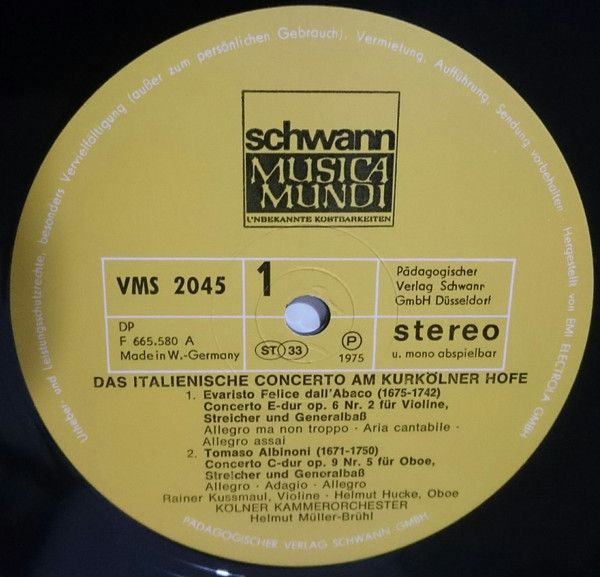 Urheber und Leistungsschutzrechte, besonders Vervielfältigung (außer zum persönlichen Gebrauch), Vermietung, Aufführung, Sendung vorbehalten Hergestellt von EMI ELECTROLA GMBH
schwann
MUSICA
MUNDI
UNBEKANNTE KOSTBARKEITEN
VMS 2045
1
Pädagogischer
Verlag Schwann
GmbH Düsseldorf
DP
F 665.580 A
Made in W.-Germany
ST 33
P
1975
stereo
u. mono abspielbar
DAS ITALIENISCHE CONCERTO AM KURKÖLNER HOFE
1. Evaristo Felice dall'Abaco (1675-1742)
Concerto E-dur op. 6 Nr. 2 für Violine,
Streicher und Generalbaß
Allegro ma non troppo · Aria cantabile ·
Allegro assai
2. Tomaso Albinoni (1671-1750)
Concerto C-dur op. 9 Nr. 5 für Oboe,
Streicher und Generalbaß
Allegro · Adagio · Allegro
Rainer Kussmaul, Violine · Helmut Hucke, Oboe
KÖLNER KAMMERORCHESTER
Helmut Müller-Brühl
PÄDAGOGISCHER VERLAG SCHWANN GMBH